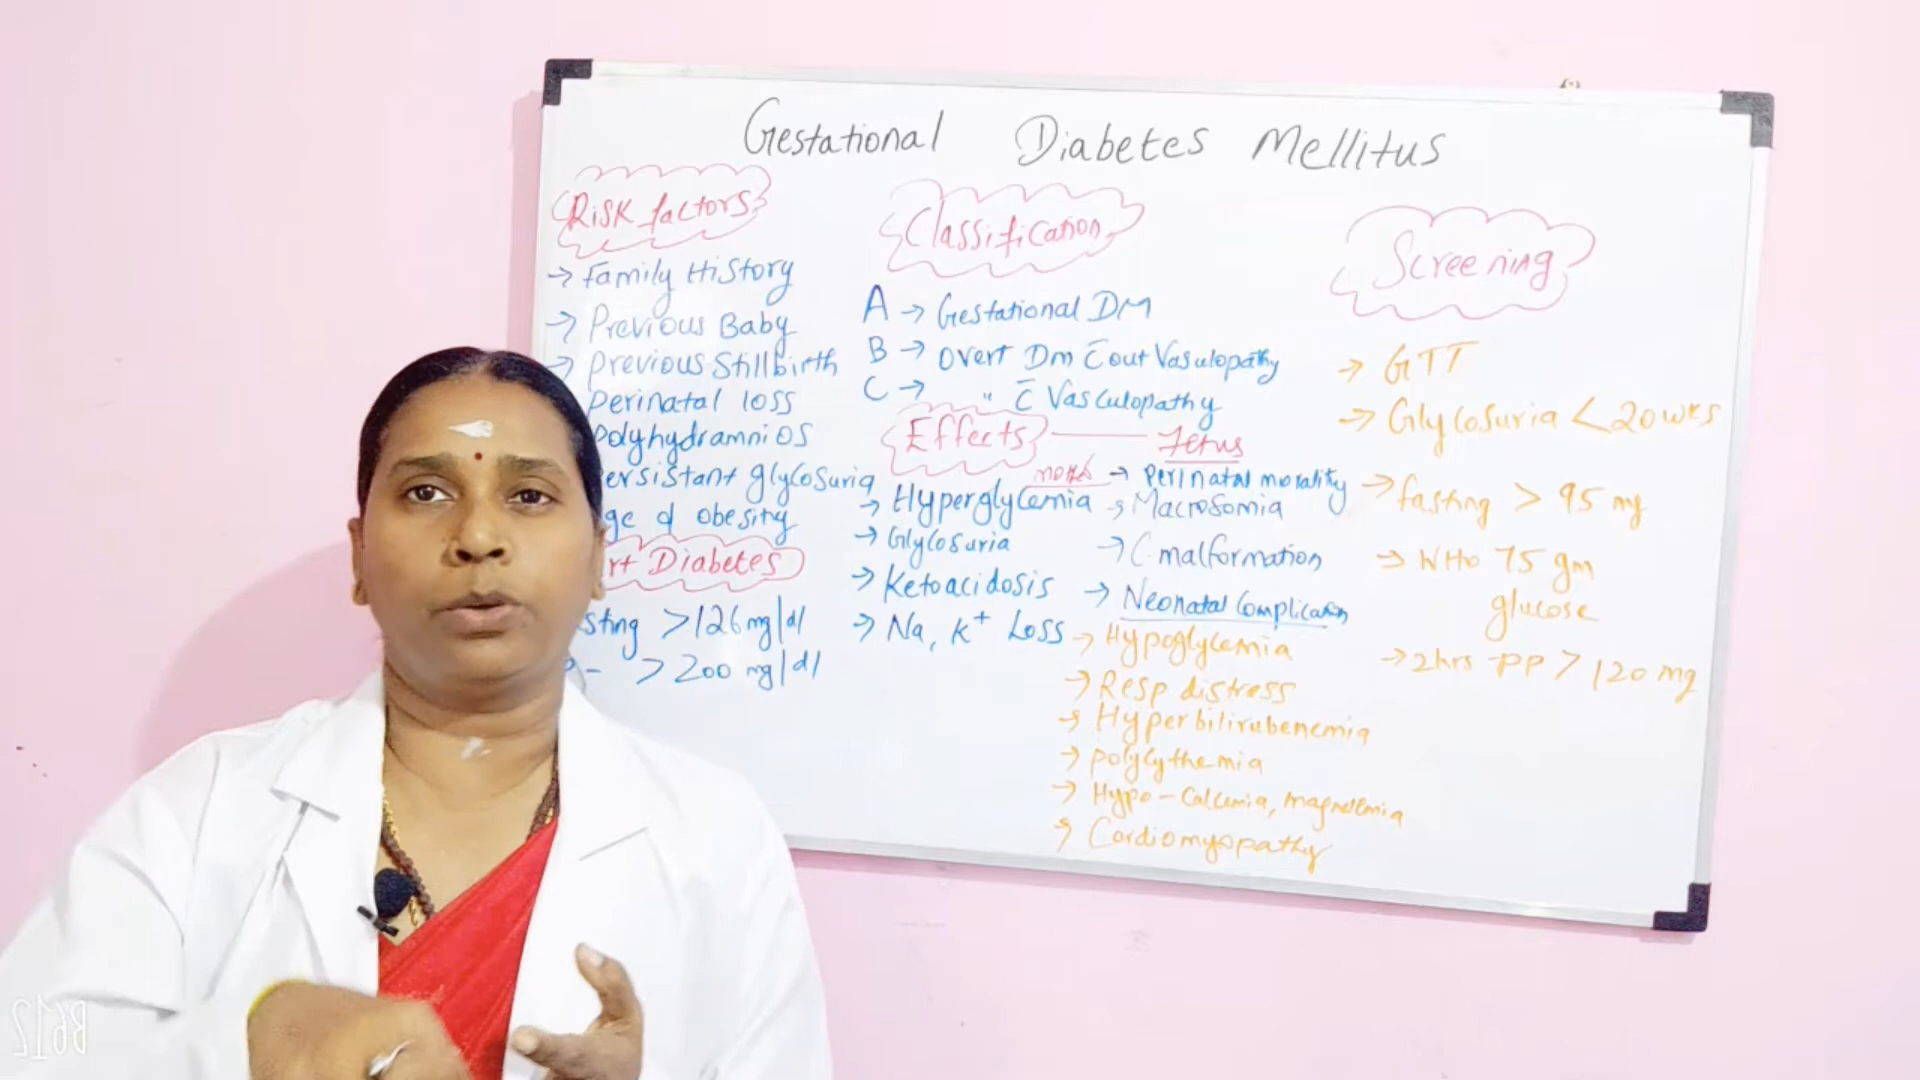 Gestational Diabetes Mellitus
Risk factors
→ Family History
→ Previous Baby
→ Previous Stillbirth
perinatal loss
polyhydramnios
ersistant glycosuria
ge & obesity
rt Diabetes
sting >126 mg/dl
- >200 mg/dl
Classification
A → Gestational DM
B → Overt Dm c̄out Vasulopathy
C → " c̄ Vasculopathy
Effects
→ Hyperglycemia
→ Glycosuria
→ Ketoacidosis
→ Na, K+ Loss
Fetus
→ perinatal morality
→ Macrosomia
→ C. malformation
→ Neonatal Complication
→ Hypoglycemia
→ Resp distress
→ Hyperbilirubenemia
→ polycythemia
→ Hypo-Calcemia, magnesemia
→ Cardiomyopathy
Screening
→ GTT
→ Glycosuria <20 wks
→ fasting > 95 mg
→ WHO 75 gm
glucose
→ 2hrs PP > 120 mg
B612